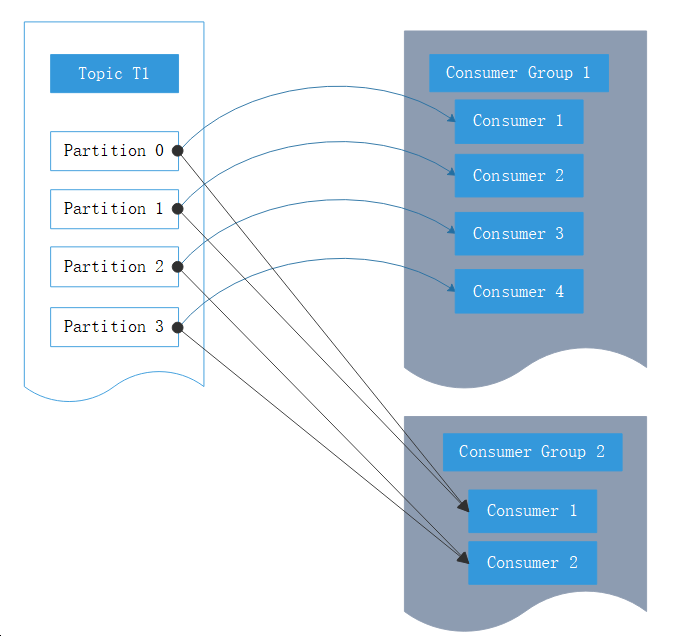 Topic T1
Partition 0
Partition 1
Partition 2
Partition 3
Consumer Group 1
Consumer 1
Consumer 2
Consumer 3
Consumer 4
Consumer Group 2
Consumer 1
Consumer 2